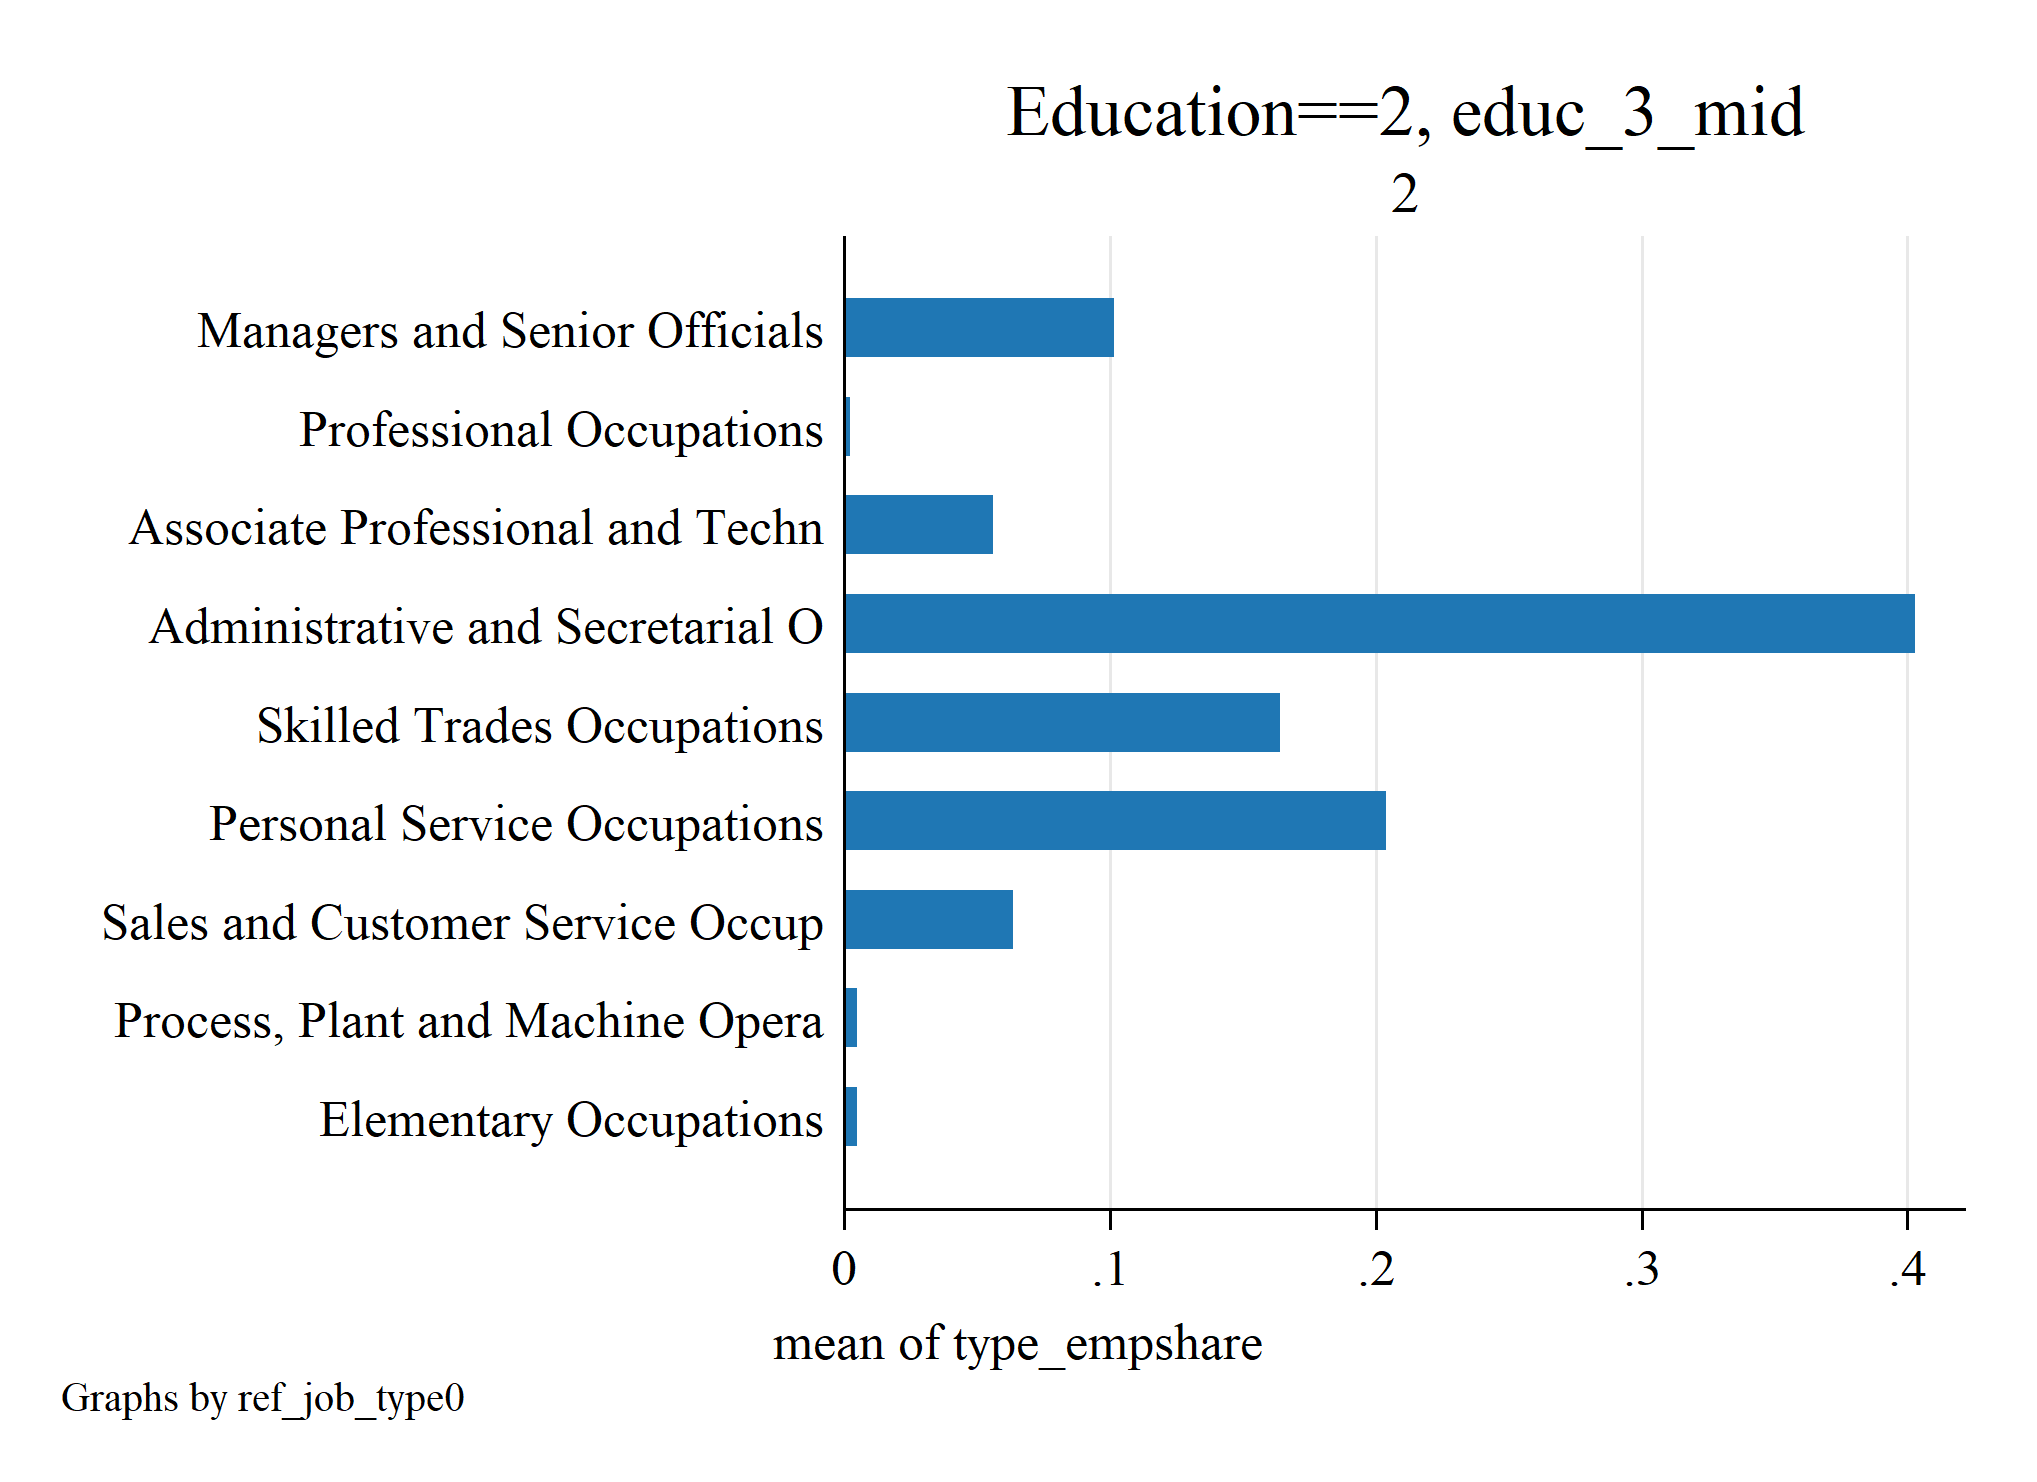 Education==2, educ_3_mid
2
Managers and Senior Officials
Professional Occupations
Associate Professional and Techn
Administrative and Secretarial O
Skilled Trades Occupations
Personal Service Occupations
Sales and Customer Service Occup
Process, Plant and Machine Opera
Elementary Occupations
0 .1 .2 .3 .4
mean of type_empshare
Graphs by ref_job_type0